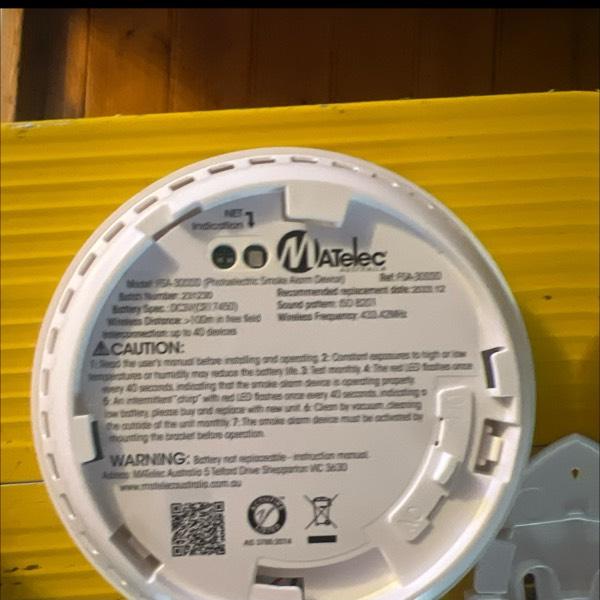 NET
Indication
MATelec
AUSTRALIA
Model: FSA-3000D (Photoelectric Smoke Alarm Device) Ref: FSA-3000D
Batch Number: 231230 Recommended replacement date: 2033.12
Battery Spec.: DC3V(CR17450) Sound pattern: ISO 8201
Wireless Distance: >100m in free field Wireless Frequency: 433.42MHz
Interconnection: up to 40 devices
CAUTION:
1: Read the user's manual before installing and operating. 2: Constant exposures to high or low
temperatures or humidity may reduce the battery life. 3: Test monthly. 4: The red LED flashes once
every 40 seconds, indicating that the smoke alarm device is operating properly.
5: An intermittent "chirp" with red LED flashes once every 40 seconds, indicating a
low battery, please buy and replace with new unit. 6: Clean by vacuum, cleaning
the outside of the unit monthly. 7: The smoke alarm device must be activated by
mounting the bracket before operation.
WARNING: Battery not replaceable - instruction manual.
Address: MATelec Australia 5 Telford Drive Shepparton VIC 3630
www.matelecaustralia.com.au
AS 3786:2014